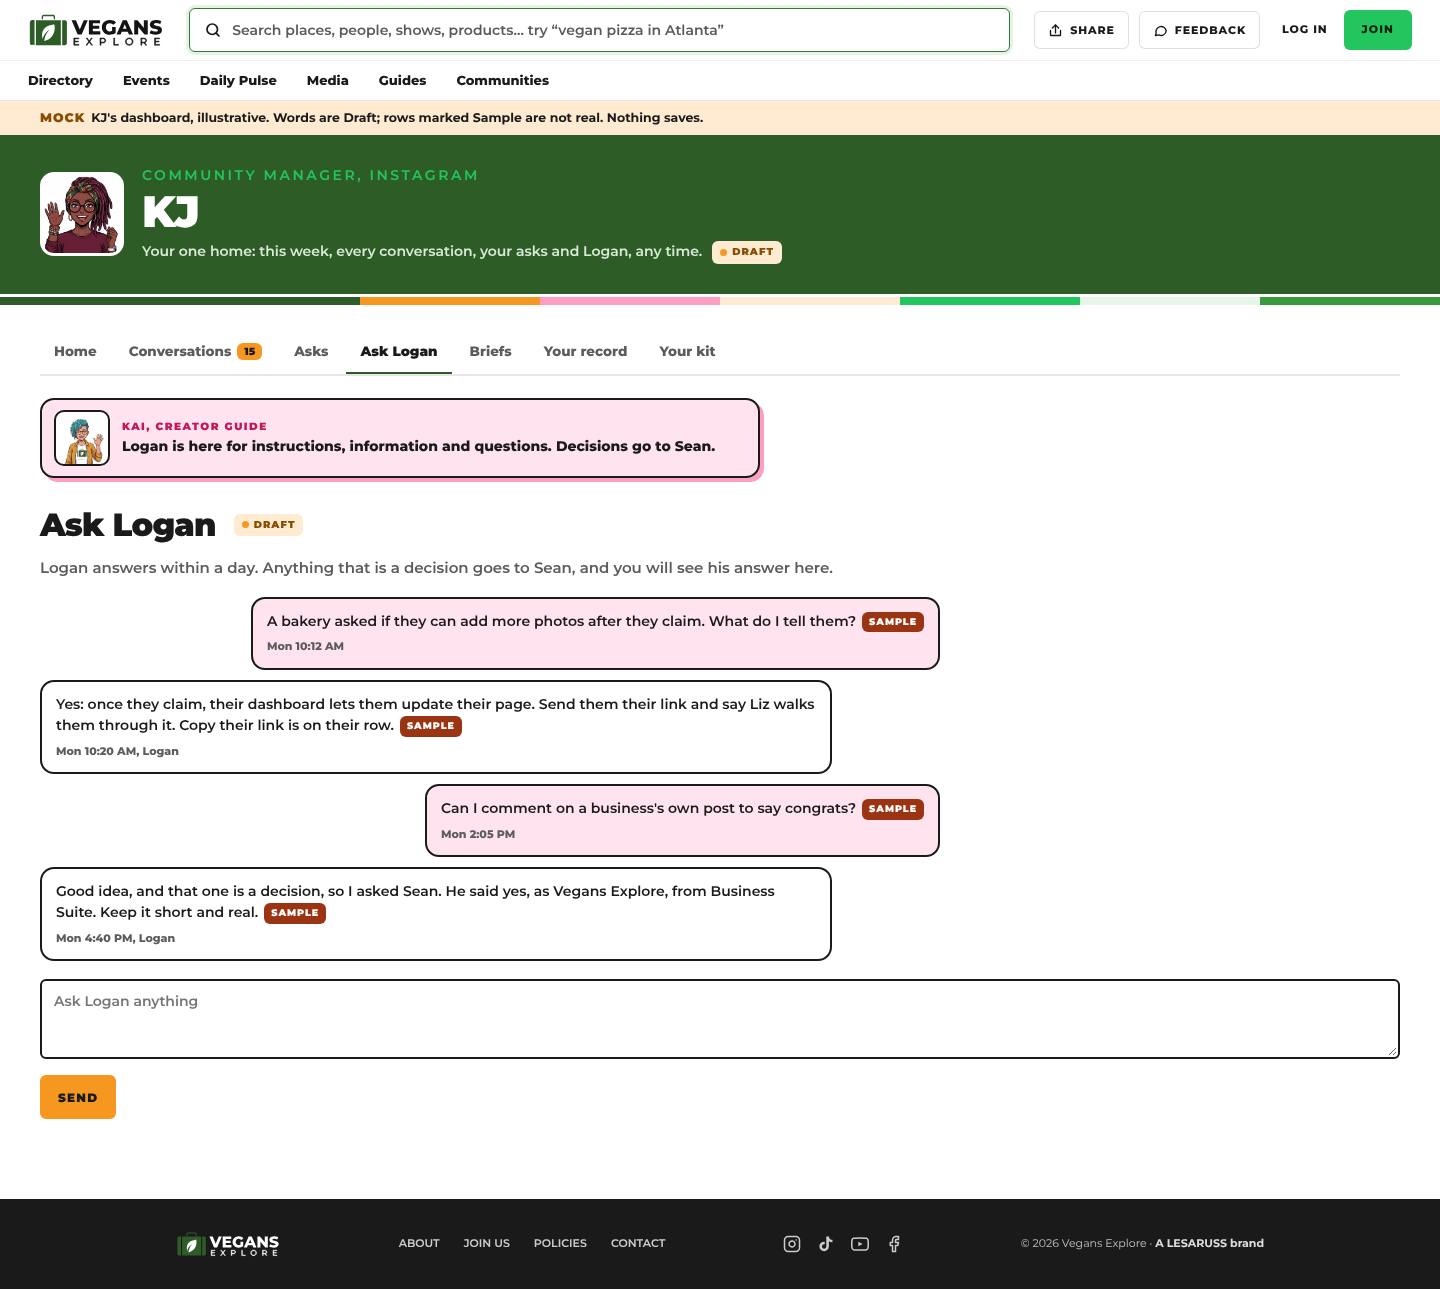 VEGANS
EXPLORE
Search places, people, shows, products... try “vegan pizza in Atlanta”
SHARE
FEEDBACK
LOG IN
JOIN
Directory Events Daily Pulse Media Guides Communities
MOCK KJ's dashboard, illustrative. Words are Draft; rows marked Sample are not real. Nothing saves.
COMMUNITY MANAGER, INSTAGRAM
KJ
Your one home: this week, every conversation, your asks and Logan, any time. DRAFT
Home Conversations 15 Asks Ask Logan Briefs Your record Your kit
KAI, CREATOR GUIDE
Logan is here for instructions, information and questions. Decisions go to Sean.
Ask Logan DRAFT
Logan answers within a day. Anything that is a decision goes to Sean, and you will see his answer here.
A bakery asked if they can add more photos after they claim. What do I tell them? SAMPLE
Mon 10:12 AM
Yes: once they claim, their dashboard lets them update their page. Send them their link and say Liz walks
them through it. Copy their link is on their row. SAMPLE
Mon 10:20 AM, Logan
Can I comment on a business's own post to say congrats? SAMPLE
Mon 2:05 PM
Good idea, and that one is a decision, so I asked Sean. He said yes, as Vegans Explore, from Business
Suite. Keep it short and real. SAMPLE
Mon 4:40 PM, Logan
Ask Logan anything
SEND
VEGANS
EXPLORE
ABOUT JOIN US POLICIES CONTACT
© 2026 Vegans Explore · A LESARUSS brand